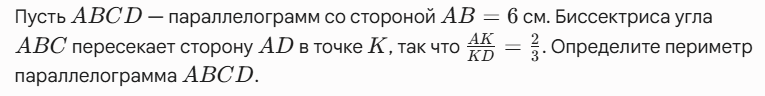 Пусть ABCD — параллелограмм со стороной AB = 6 см. Биссектриса угла
ABC пересекает сторону AD в точке K, так что \frac{AK}{KD} = \frac{2}{3}. Определите периметр
параллелограмма ABCD.